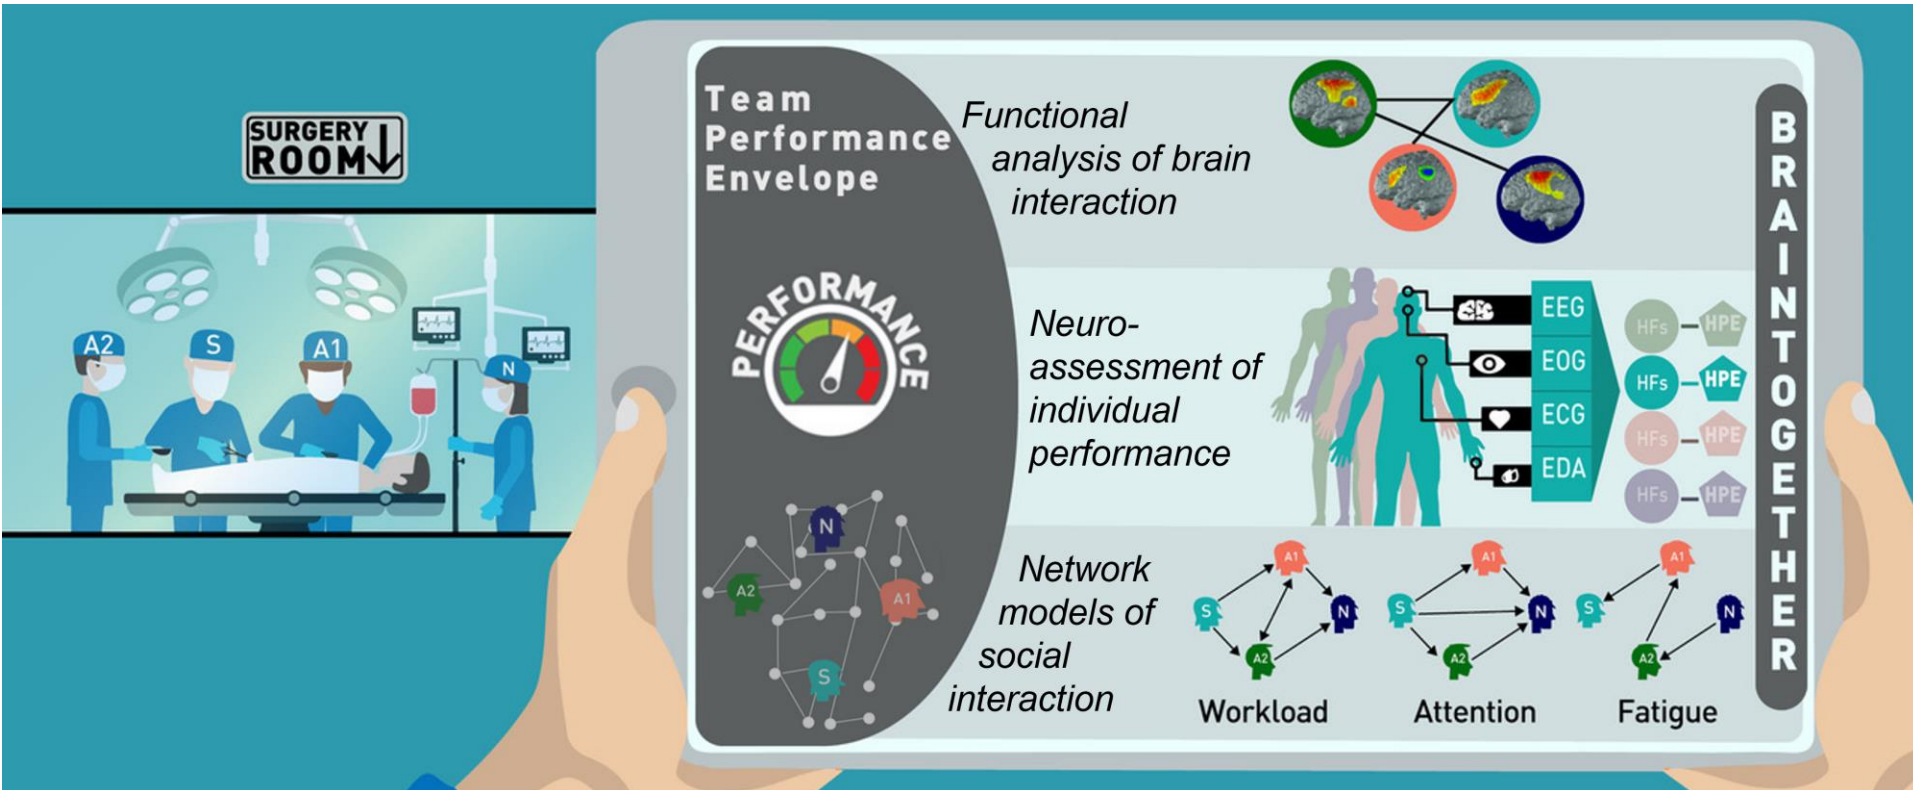 SURGERY
ROOM
A2
S
A1
N
Team
Performance
Envelope
PERFORMANCE
N
A2
A1
S
Functional
analysis of brain
interaction
Neuro-
assessment of
individual
performance
EEG
EOG
ECG
EDA
HFs
HPE
HFs
HPE
HFs
HPE
HFs
HPE
Network
models of
social
interaction
A1
S
N
A2
Workload
A1
S
N
A2
Attention
A1
S
N
A2
Fatigue
BRAINTOGETHER